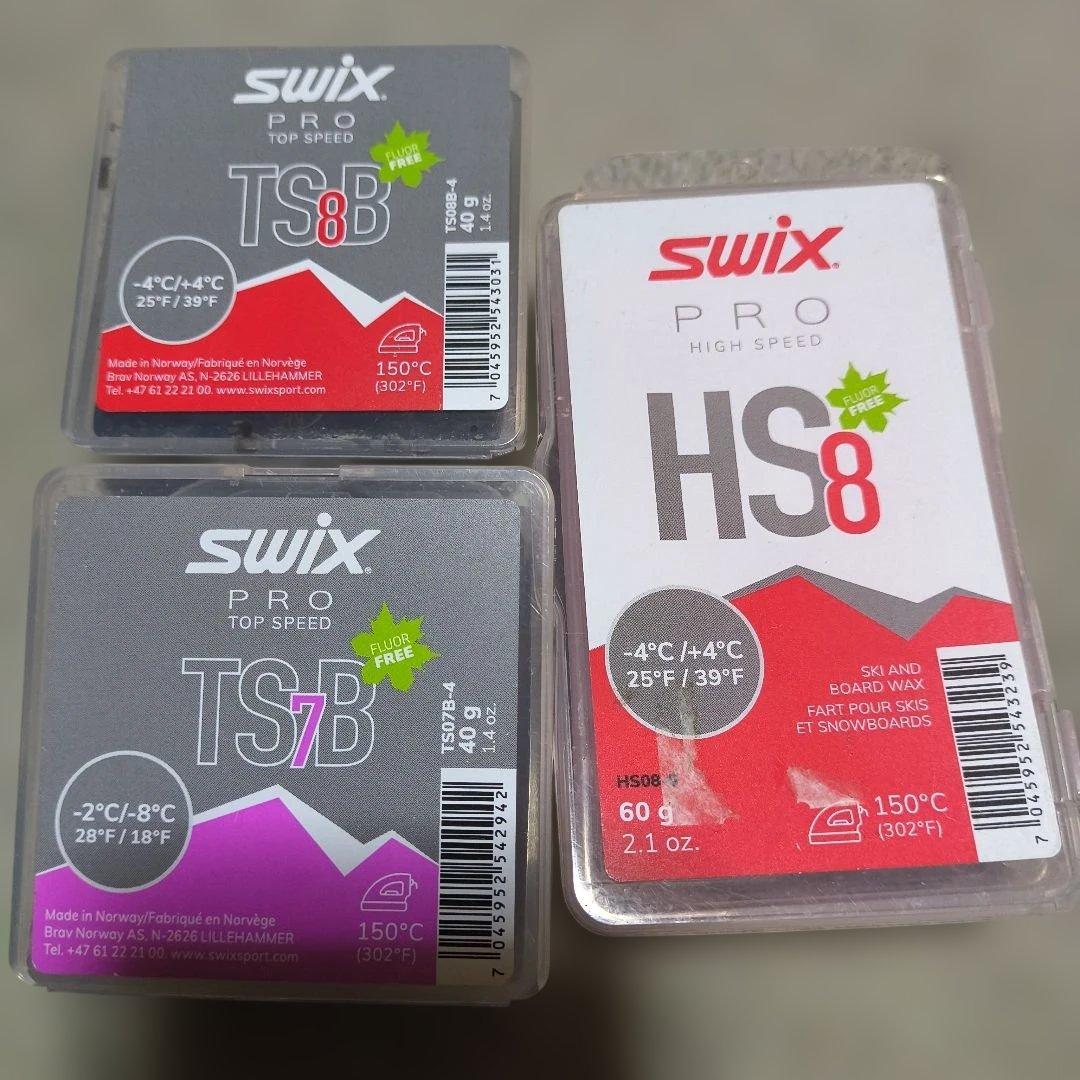 SWIX
PRO
TOP SPEED
FLUOR
FREE
TS8B
TS08B-4
40 g
1.4 oz.
-4°C/+4°C
25°F / 39°F
150°C
(302°F)
Made in Norway/Fabriqué en Norvège
Brav Norway AS, N-2626 LILLEHAMMER
Tel. +47 61 22 21 00. www.swixsport.com
7 045952 543031
SWIX
PRO
TOP SPEED
FLUOR
FREE
TS7B
TS07B-4
40 g
1.4 oz.
-2°C/-8°C
28°F / 18°F
150°C
(302°F)
Made in Norway/Fabriqué en Norvège
Brav Norway AS, N-2626 LILLEHAMMER
Tel. +47 61 22 21 00. www.swixsport.com
7 045952 542942
SWIX
PRO
HIGH SPEED
FLUOR
FREE
HS8
-4°C /+4°C
25°F / 39°F
SKI AND
BOARD WAX
FART POUR SKIS
ET SNOWBOARDS
60 g
2.1 oz.
150°C
(302°F)
7 045952 543239